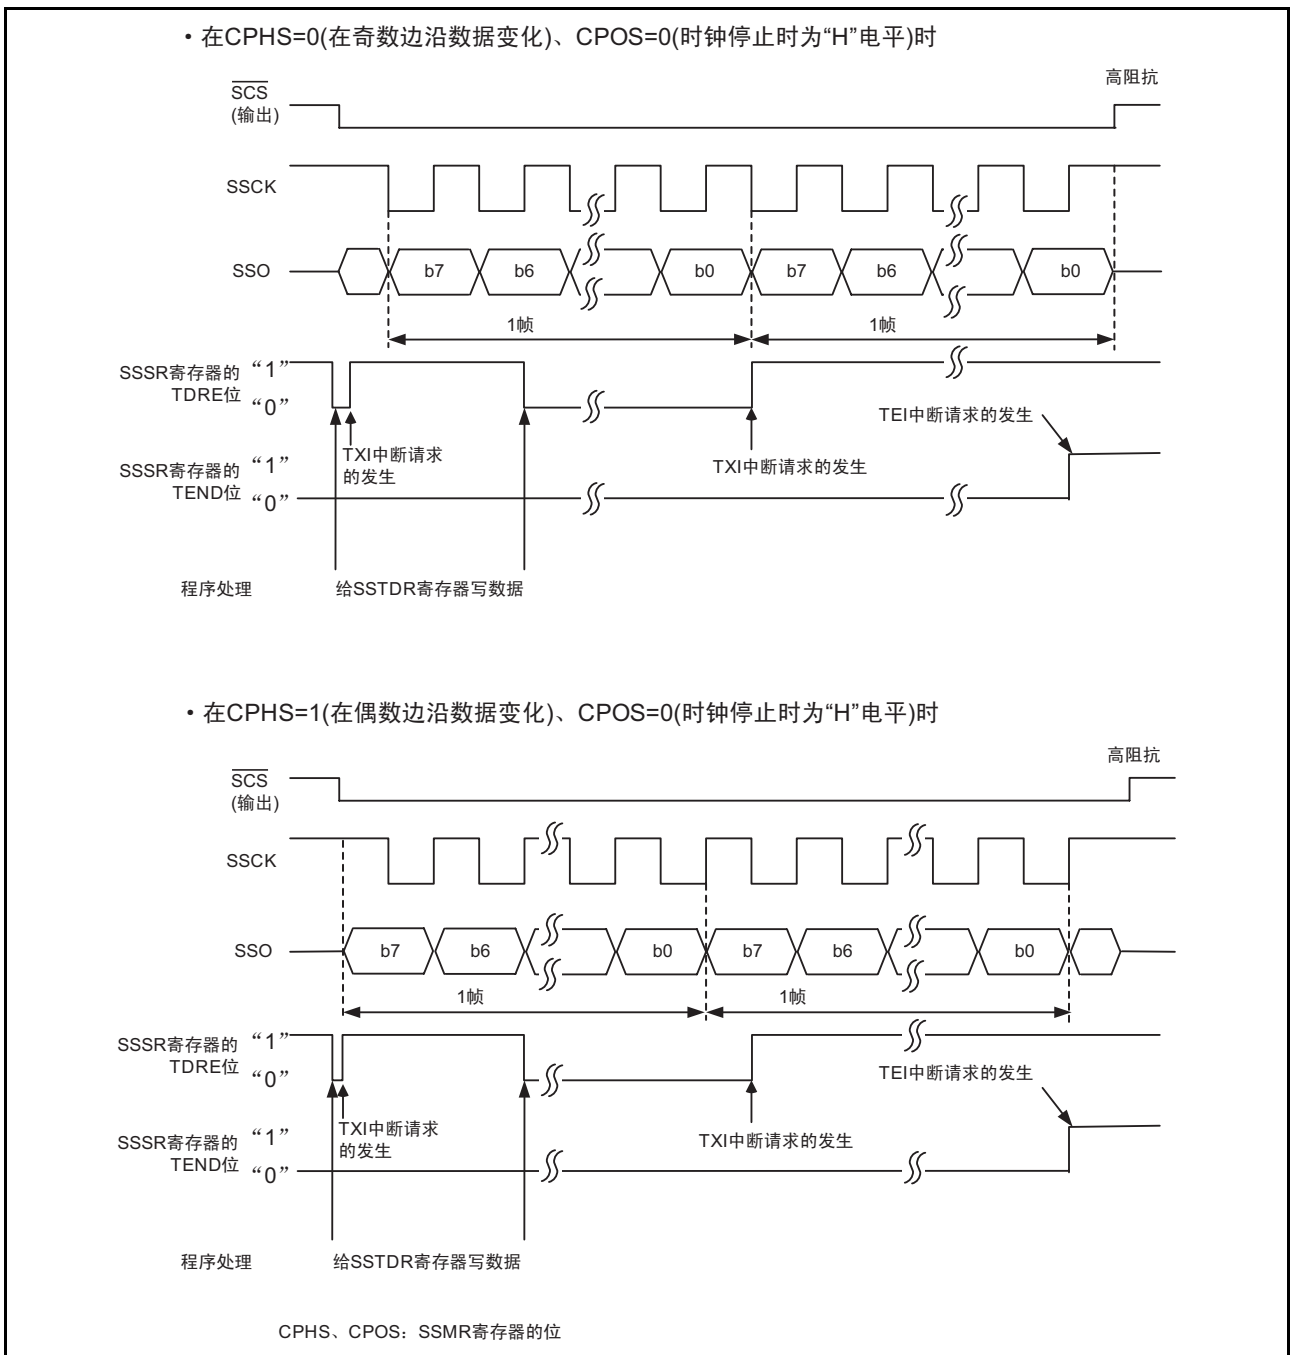 ·在CPHS=0(在奇数边沿数据变化)、CPOS=0(时钟停止时为“H”电平)时
高阻抗
SCS
(输出)
SSCK
SSO
b7
b6
b0
b7
b6
b0
1帧
1帧
SSSR寄存器的
TDRE位
“1”
“0”
TXI中断请求
的发生
TXI中断请求的发生
TEI中断请求的发生
SSSR寄存器的
TEND位
“1”
“0”
程序处理
给SSTDR寄存器写数据
·在CPHS=1(在偶数边沿数据变化)、CPOS=0(时钟停止时为“H”电平)时
高阻抗
SCS
(输出)
SSCK
SSO
b7
b6
b0
b7
b6
b0
1帧
1帧
SSSR寄存器的
TDRE位
“1”
“0”
TXI中断请求
的发生
TXI中断请求的发生
TEI中断请求的发生
SSSR寄存器的
TEND位
“1”
“0”
程序处理
给SSTDR寄存器写数据
CPHS、CPOS：SSMR寄存器的位